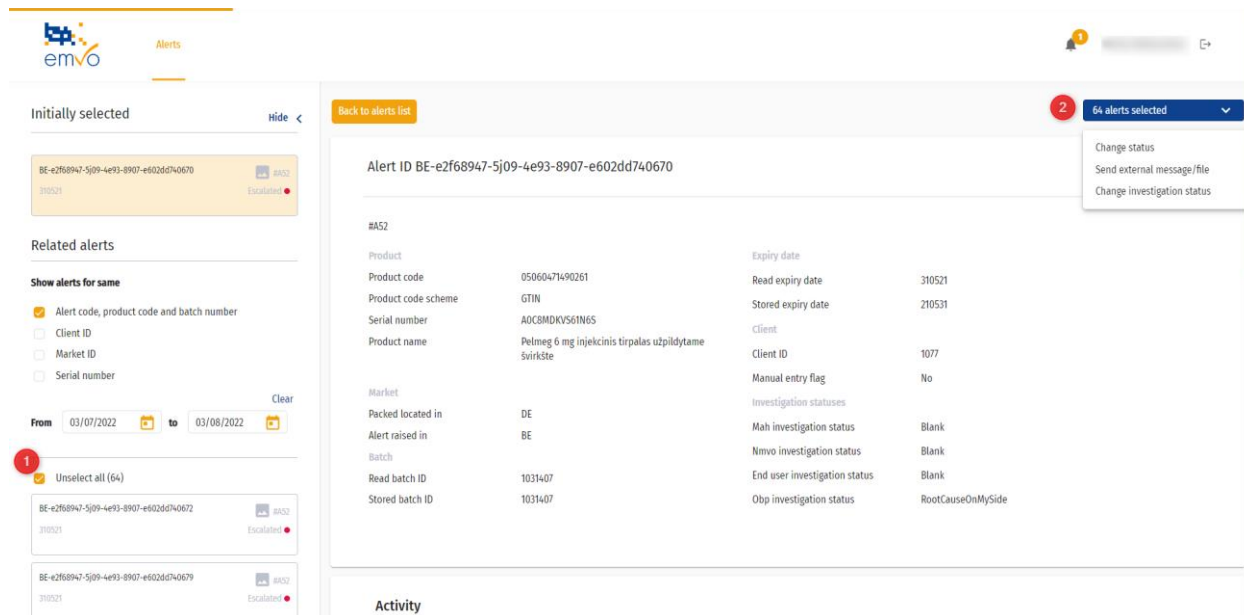 emvo
Alerts
1
Initially selected
Hide
BE-e2f68947-5j09-4e93-8907-e602dd740670
#A52
310521
Escalated
Related alerts
Show alerts for same
Alert code, product code and batch number
Client ID
Market ID
Serial number
Clear
From 03/07/2022 to 03/08/2022
1
Unselect all (64)
BE-e2f68947-5j09-4e93-8907-e602dd740672
#A52
310521
Escalated
BE-e2f68947-5j09-4e93-8907-e602dd740679
#A52
310521
Escalated
Back to alerts list
2
64 alerts selected
Change status
Send external message/file
Change investigation status
Alert ID BE-e2f68947-5j09-4e93-8907-e602dd740670
#A52
Product
Product code 05060471490261
Product code scheme GTIN
Serial number A0C8MDKVS61N6S
Product name Pelmeg 6 mg injekcinis tirpalas užpildytame
švirkšte
Market
Packed located in DE
Alert raised in BE
Batch
Read batch ID 1031407
Stored batch ID 1031407
Expiry date
Read expiry date 310521
Stored expiry date 210531
Client
Client ID 1077
Manual entry flag No
Investigation statuses
Mah investigation status Blank
Nmvo investigation status Blank
End user investigation status Blank
Obp investigation status RootCauseOnMySide
Activity